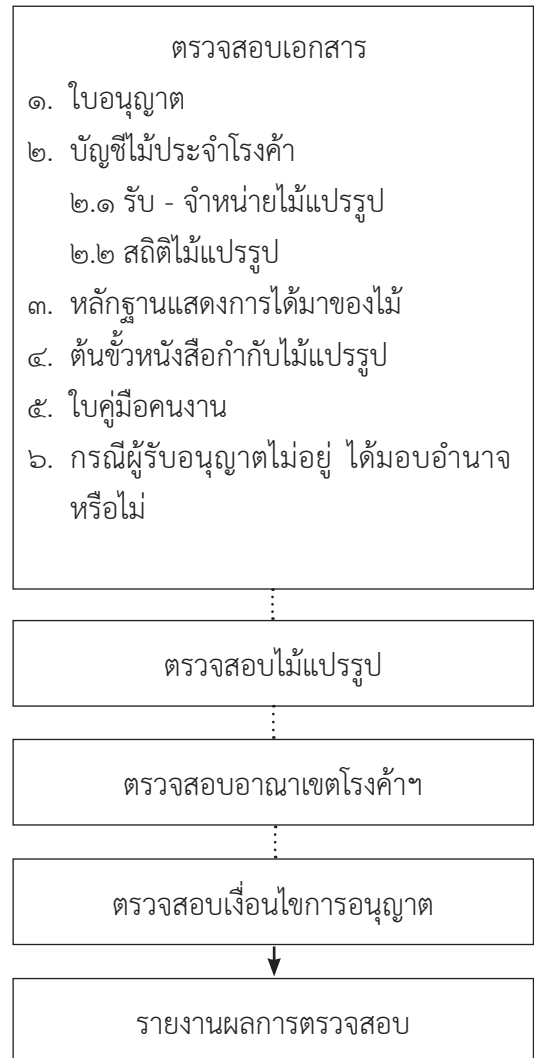 ตรวจสอบเอกสาร
๑. ใบอนุญาต
๒. บัญชีไม้ประจำโรงค้า
๒.๑ รับ - จำหน่ายไม้แปรรูป
๒.๒ สถิติไม้แปรรูป
๓. หลักฐานแสดงการได้มาของไม้
๔. ต้นขั้วหนังสือกำกับไม้แปรรูป
๕. ใบคู่มือคนงาน
๖. กรณีผู้รับอนุญาตไม่อยู่ ได้มอบอำนาจ
หรือไม่
ตรวจสอบไม้แปรรูป
ตรวจสอบอาณาเขตโรงค้าฯ
ตรวจสอบเงื่อนไขการอนุญาต
รายงานผลการตรวจสอบ